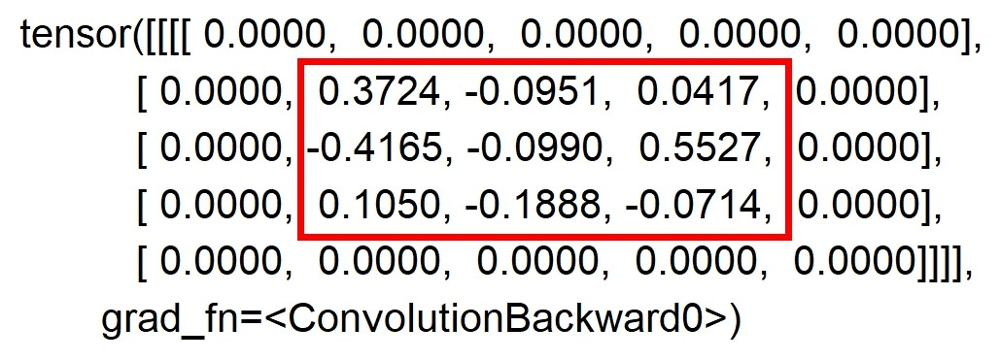 tensor([[[[ 0.0000, 0.0000, 0.0000, 0.0000, 0.0000],
[ 0.0000, 0.3724, -0.0951, 0.0417, 0.0000],
[ 0.0000, -0.4165, -0.0990, 0.5527, 0.0000],
[ 0.0000, 0.1050, -0.1888, -0.0714, 0.0000],
[ 0.0000, 0.0000, 0.0000, 0.0000, 0.0000]]]],
grad_fn=<ConvolutionBackward0>)